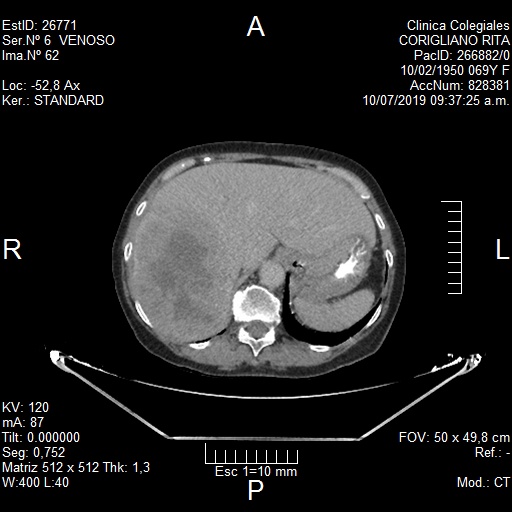 EstID: 26771
Ser.Nº 6 VENOSO
Ima.Nº 62
Loc: -52,8 Ax
Ker.: STANDARD
A
Clinica Colegiales
CORIGLIANO RITA
PacID: 266882/0
10/02/1950 069Y F
AccNum: 828381
10/07/2019 09:37:25 a.m.
R
L
KV: 120
mA: 87
Tilt: 0.000000
Seg: 0,752
Matriz 512 x 512 Thk: 1,3
W:400 L:40
Esc 1=10 mm
P
FOV: 50 x 49,8 cm
Ref.: -
Mod.: CT